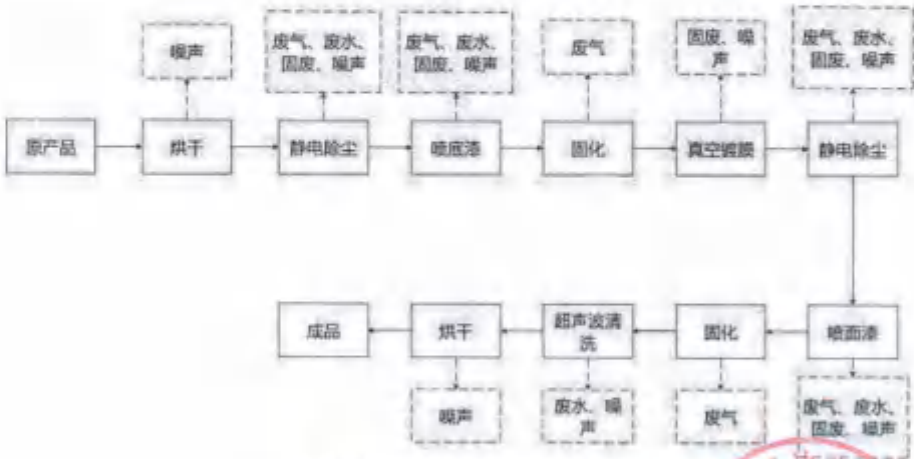 噪声
废气、废水、
固废、噪声
废气、废水、
固废、噪声
废气
固废、噪
声
废气、废水、
固废、噪声
原产品
烘干
静电除尘
喷底漆
固化
真空镀膜
静电除尘
成品
烘干
超声波清
洗
固化
喷面漆
噪声
废水、噪
声
废气
废气、废水、
固废、噪声